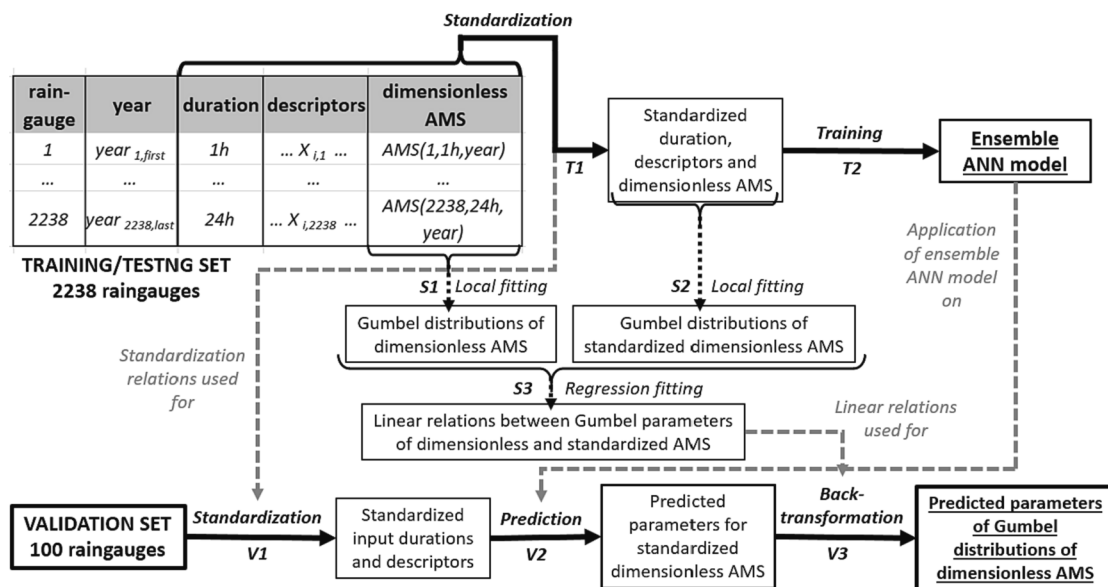 Standardization
rain-
gauge
year
duration
descriptors
dimensionless
AMS
1
year 1,first
1h
... X i,1 ...
AMS(1,1h,year)
...
...
...
2238
year 2238,last
24h
... X i,2238 ...
AMS(2238,24h,
year)
TRAINING/TESTNG SET
2238 raingauges
T1
Standardized
duration,
descriptors and
dimensionless AMS
Training
T2
Ensemble
ANN model
S1 Local fitting
S2 Local fitting
Application
of ensemble
ANN model
on
Gumbel distributions of
dimensionless AMS
Gumbel distributions of
standardized dimensionless AMS
Standardization
relations used
for
S3 Regression fitting
Linear relations between Gumbel parameters
of dimensionless and standardized AMS
Linear relations
used for
VALIDATION SET
100 raingauges
Standardization
V1
Standardized
input durations
and descriptors
Prediction
V2
Predicted
parameters for
standardized
dimensionless AMS
Back-
transformation
V3
Predicted parameters
of Gumbel
distributions of
dimensionless AMS